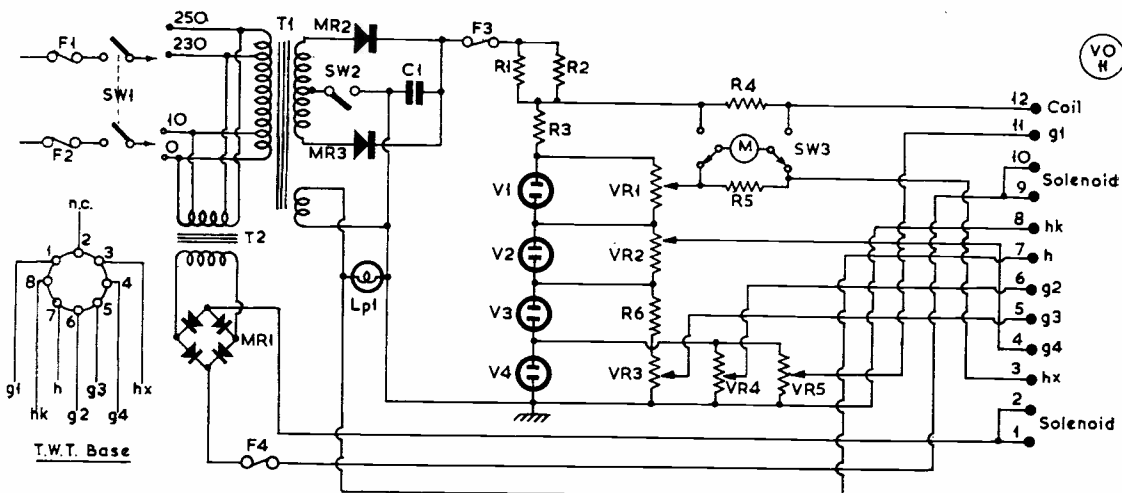 250
230
10
0
F1
SW1
F2
T1
MR2
SW2
C1
MR3
F3
R1
R2
R3
R4
M
SW3
R5
VO
11
12 Coil
11 g1
10
Solenoid
9
8 hk
7 h
6 g2
5 g3
4 g4
3 hx
2
Solenoid
1
V1
VR1
V2
VR2
V3
R6
V4
VR3
VR4
VR5
n.c.
1
2
3
4
5
6
7
8
g1
hk
h
g2
g3
g4
hx
T.W.T. Base
T2
MR1
Lp1
F4